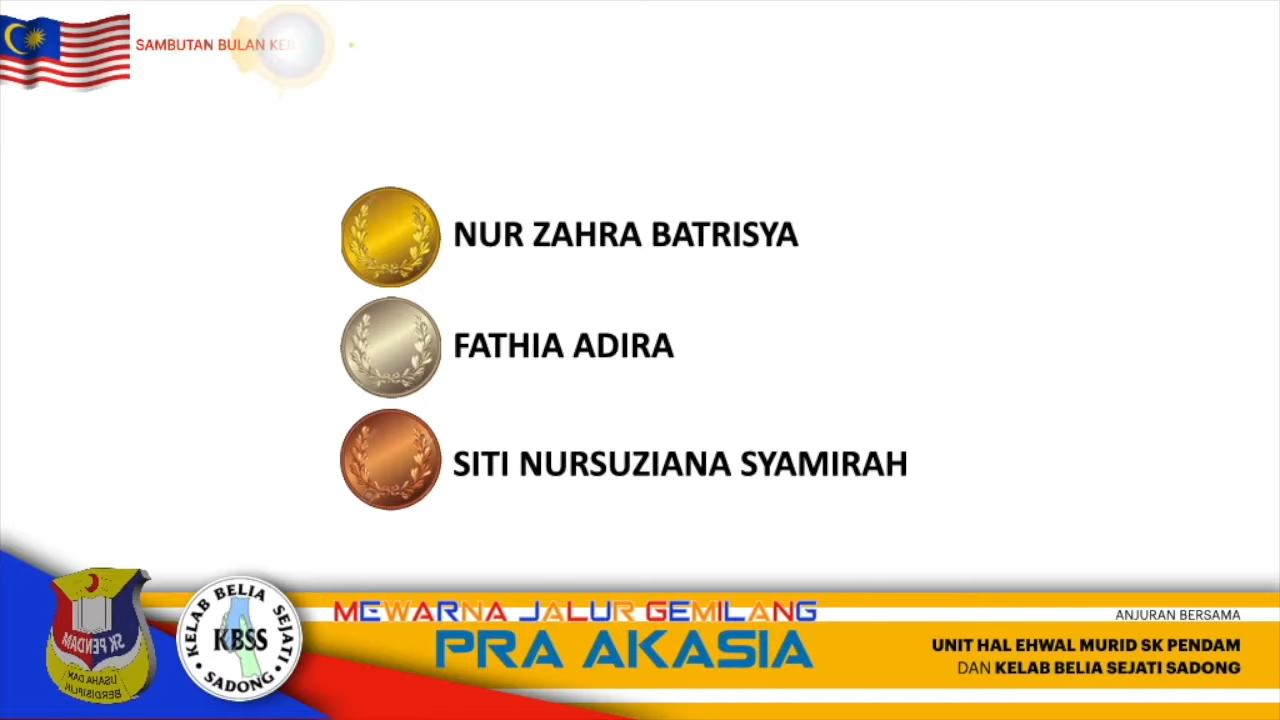 SAMBUTAN BULAN
NUR ZAHRA BATRISYA
FATHIA ADIRA
SITI NURSUZIANA SYAMIRAH
SK PENDAM
USAHA DAN
BERDISIPLIN
KELAB BELIA SEJATI
KBSS
SADONG
MEWARNA JALUR GEMILANG
PRA AKASIA
ANJURAN BERSAMA
UNIT HAL EHWAL MURID SK PENDAM
DAN KELAB BELIA SEJATI SADONG